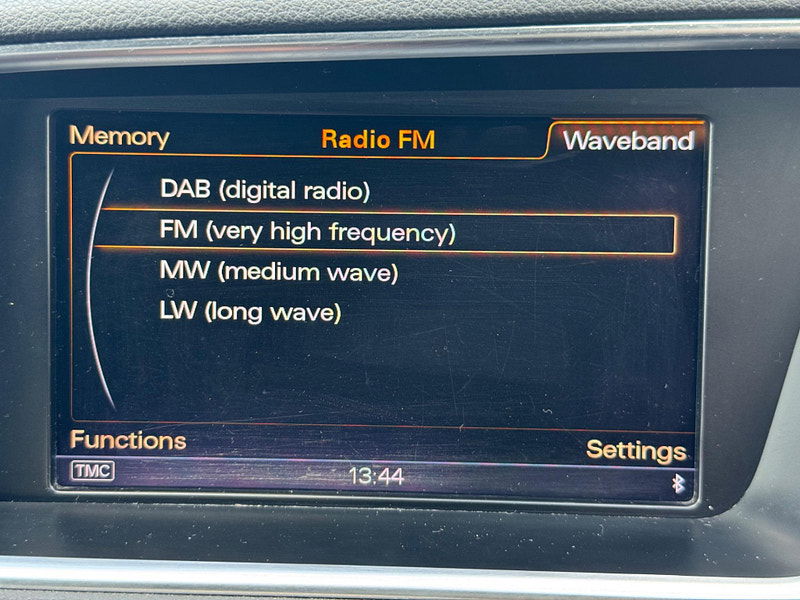 Memory Radio FM Waveband
DAB (digital radio)
FM (very high frequency)
MW (medium wave)
LW (long wave)
Functions Settings
TMC 13:44